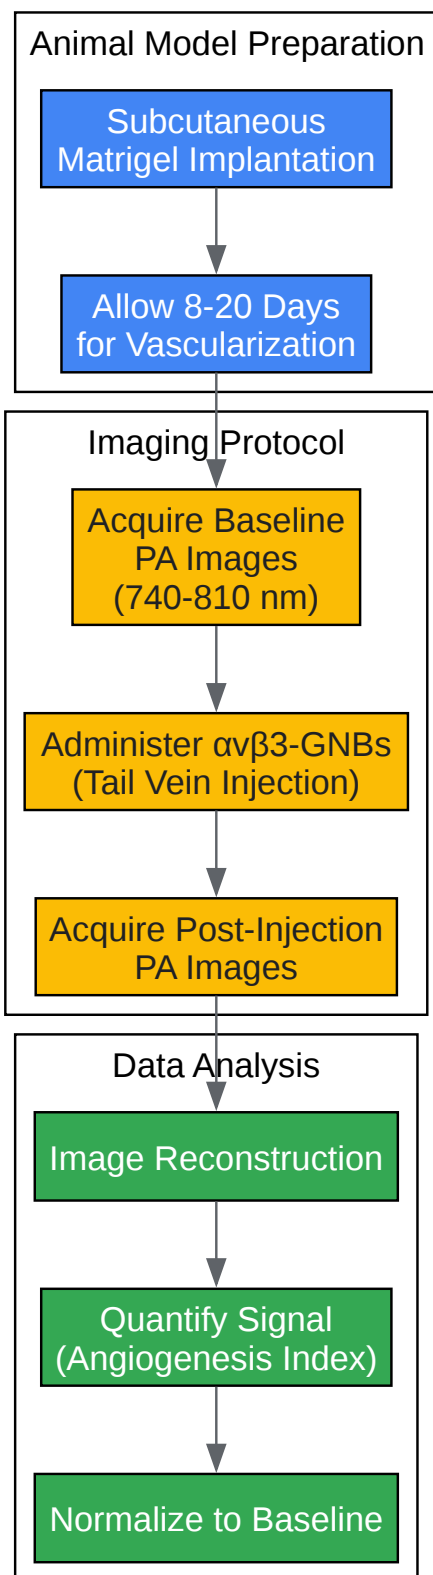 Animal Model Preparation
Subcutaneous
Matrigel Implantation
Allow 8-20 Days
for Vascularization
Imaging Protocol
Acquire Baseline
PA Images
(740-810 nm)
Administer αvβ3-GNBs
(Tail Vein Injection)
Acquire Post-Injection
PA Images
Data Analysis
Image Reconstruction
Quantify Signal
(Angiogenesis Index)
Normalize to Baseline